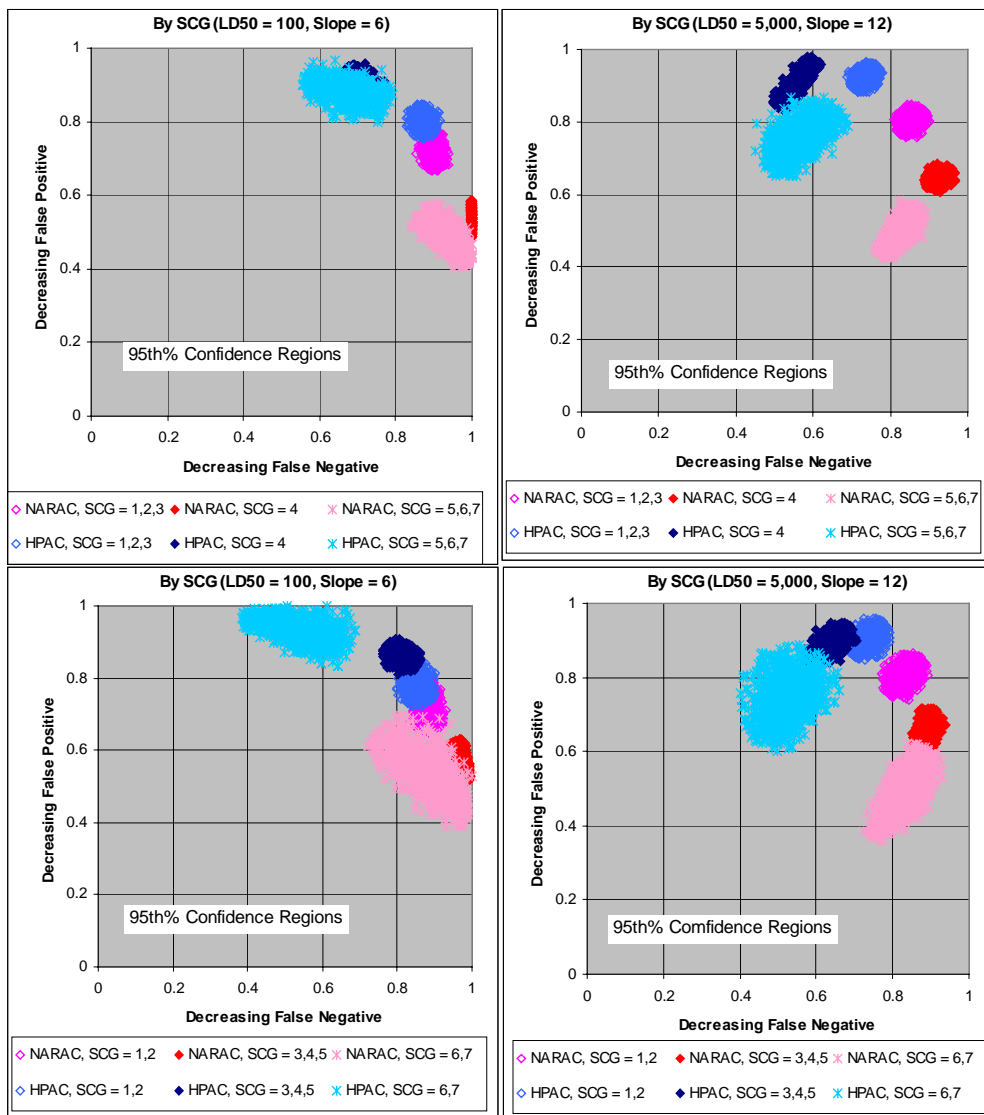 By SCG (LD50 = 100, Slope = 6)
1
0.8
0.6
0.4
0.2
0
0
0.2
0.4
0.6
0.8
1
Decreasing False Positive
95th% Confidence Regions
Decreasing False Negative
NARAC, SCG = 1,2,3
NARAC, SCG = 4
NARAC, SCG = 5,6,7
HPAC, SCG = 1,2,3
HPAC, SCG = 4
HPAC, SCG = 5,6,7
By SCG (LD50 = 5,000, Slope = 12)
1
0.8
0.6
0.4
0.2
0
0
0.2
0.4
0.6
0.8
1
Decreasing False Positive
95th% Confidence Regions
Decreasing False Negative
NARAC, SCG = 1,2,3
NARAC, SCG = 4
NARAC, SCG = 5,6,7
HPAC, SCG = 1,2,3
HPAC, SCG = 4
HPAC, SCG = 5,6,7
By SCG (LD50 = 100, Slope = 6)
1
0.8
0.6
0.4
0.2
0
0
0.2
0.4
0.6
0.8
1
Decreasing False Positive
95th% Confidence Regions
Decreasing False Negative
NARAC, SCG = 1,2
NARAC, SCG = 3,4,5
NARAC, SCG = 6,7
HPAC, SCG = 1,2
HPAC, SCG = 3,4,5
HPAC, SCG = 6,7
By SCG (LD50 = 5,000, Slope = 12)
1
0.8
0.6
0.4
0.2
0
0
0.2
0.4
0.6
0.8
1
Decreasing False Positive
95th% Comfidence Regions
Decreasing False Negative
NARAC, SCG = 1,2
NARAC, SCG = 3,4,5
NARAC, SCG = 6,7
HPAC, SCG = 1,2
HPAC, SCG = 3,4,5
HPAC, SCG = 6,7